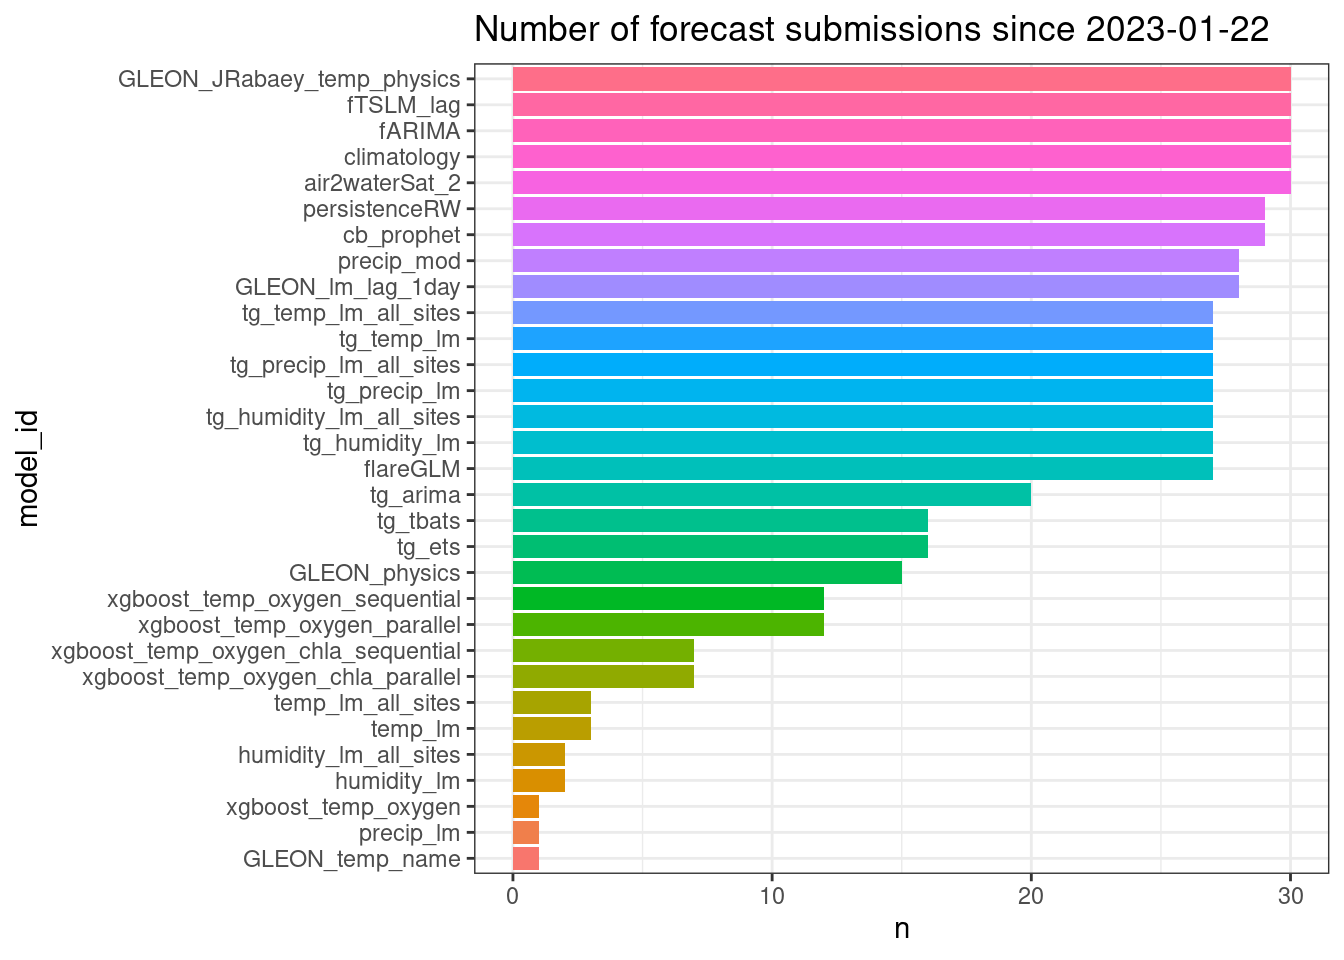 Number of forecast submissions since 2023-01-22
GLEON_JRabaey_temp_physics
fTSLM_lag
fARIMA
climatology
air2waterSat_2
persistenceRW
cb_prophet
precip_mod
GLEON_lm_lag_1day
tg_temp_lm_all_sites
tg_temp_lm
tg_precip_lm_all_sites
tg_precip_lm
tg_humidity_lm_all_sites
tg_humidity_lm
flareGLM
tg_arima
tg_tbats
tg_ets
GLEON_physics
xgboost_temp_oxygen_sequential
xgboost_temp_oxygen_parallel
xgboost_temp_oxygen_chla_sequential
xgboost_temp_oxygen_chla_parallel
temp_lm_all_sites
temp_lm
humidity_lm_all_sites
humidity_lm
xgboost_temp_oxygen
precip_lm
GLEON_temp_name
model_id
0 10 20 30
n